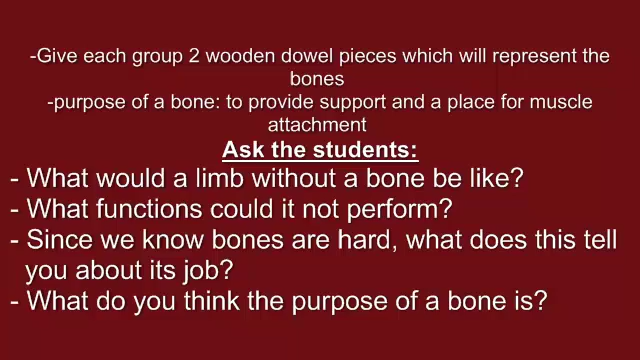 -Give each group 2 wooden dowel pieces which will represent the
bones
-purpose of a bone: to provide support and a place for muscle
attachment
Ask the students:
- What would a limb without a bone be like?
- What functions could it not perform?
- Since we know bones are hard, what does this tell
you about its job?
- What do you think the purpose of a bone is?